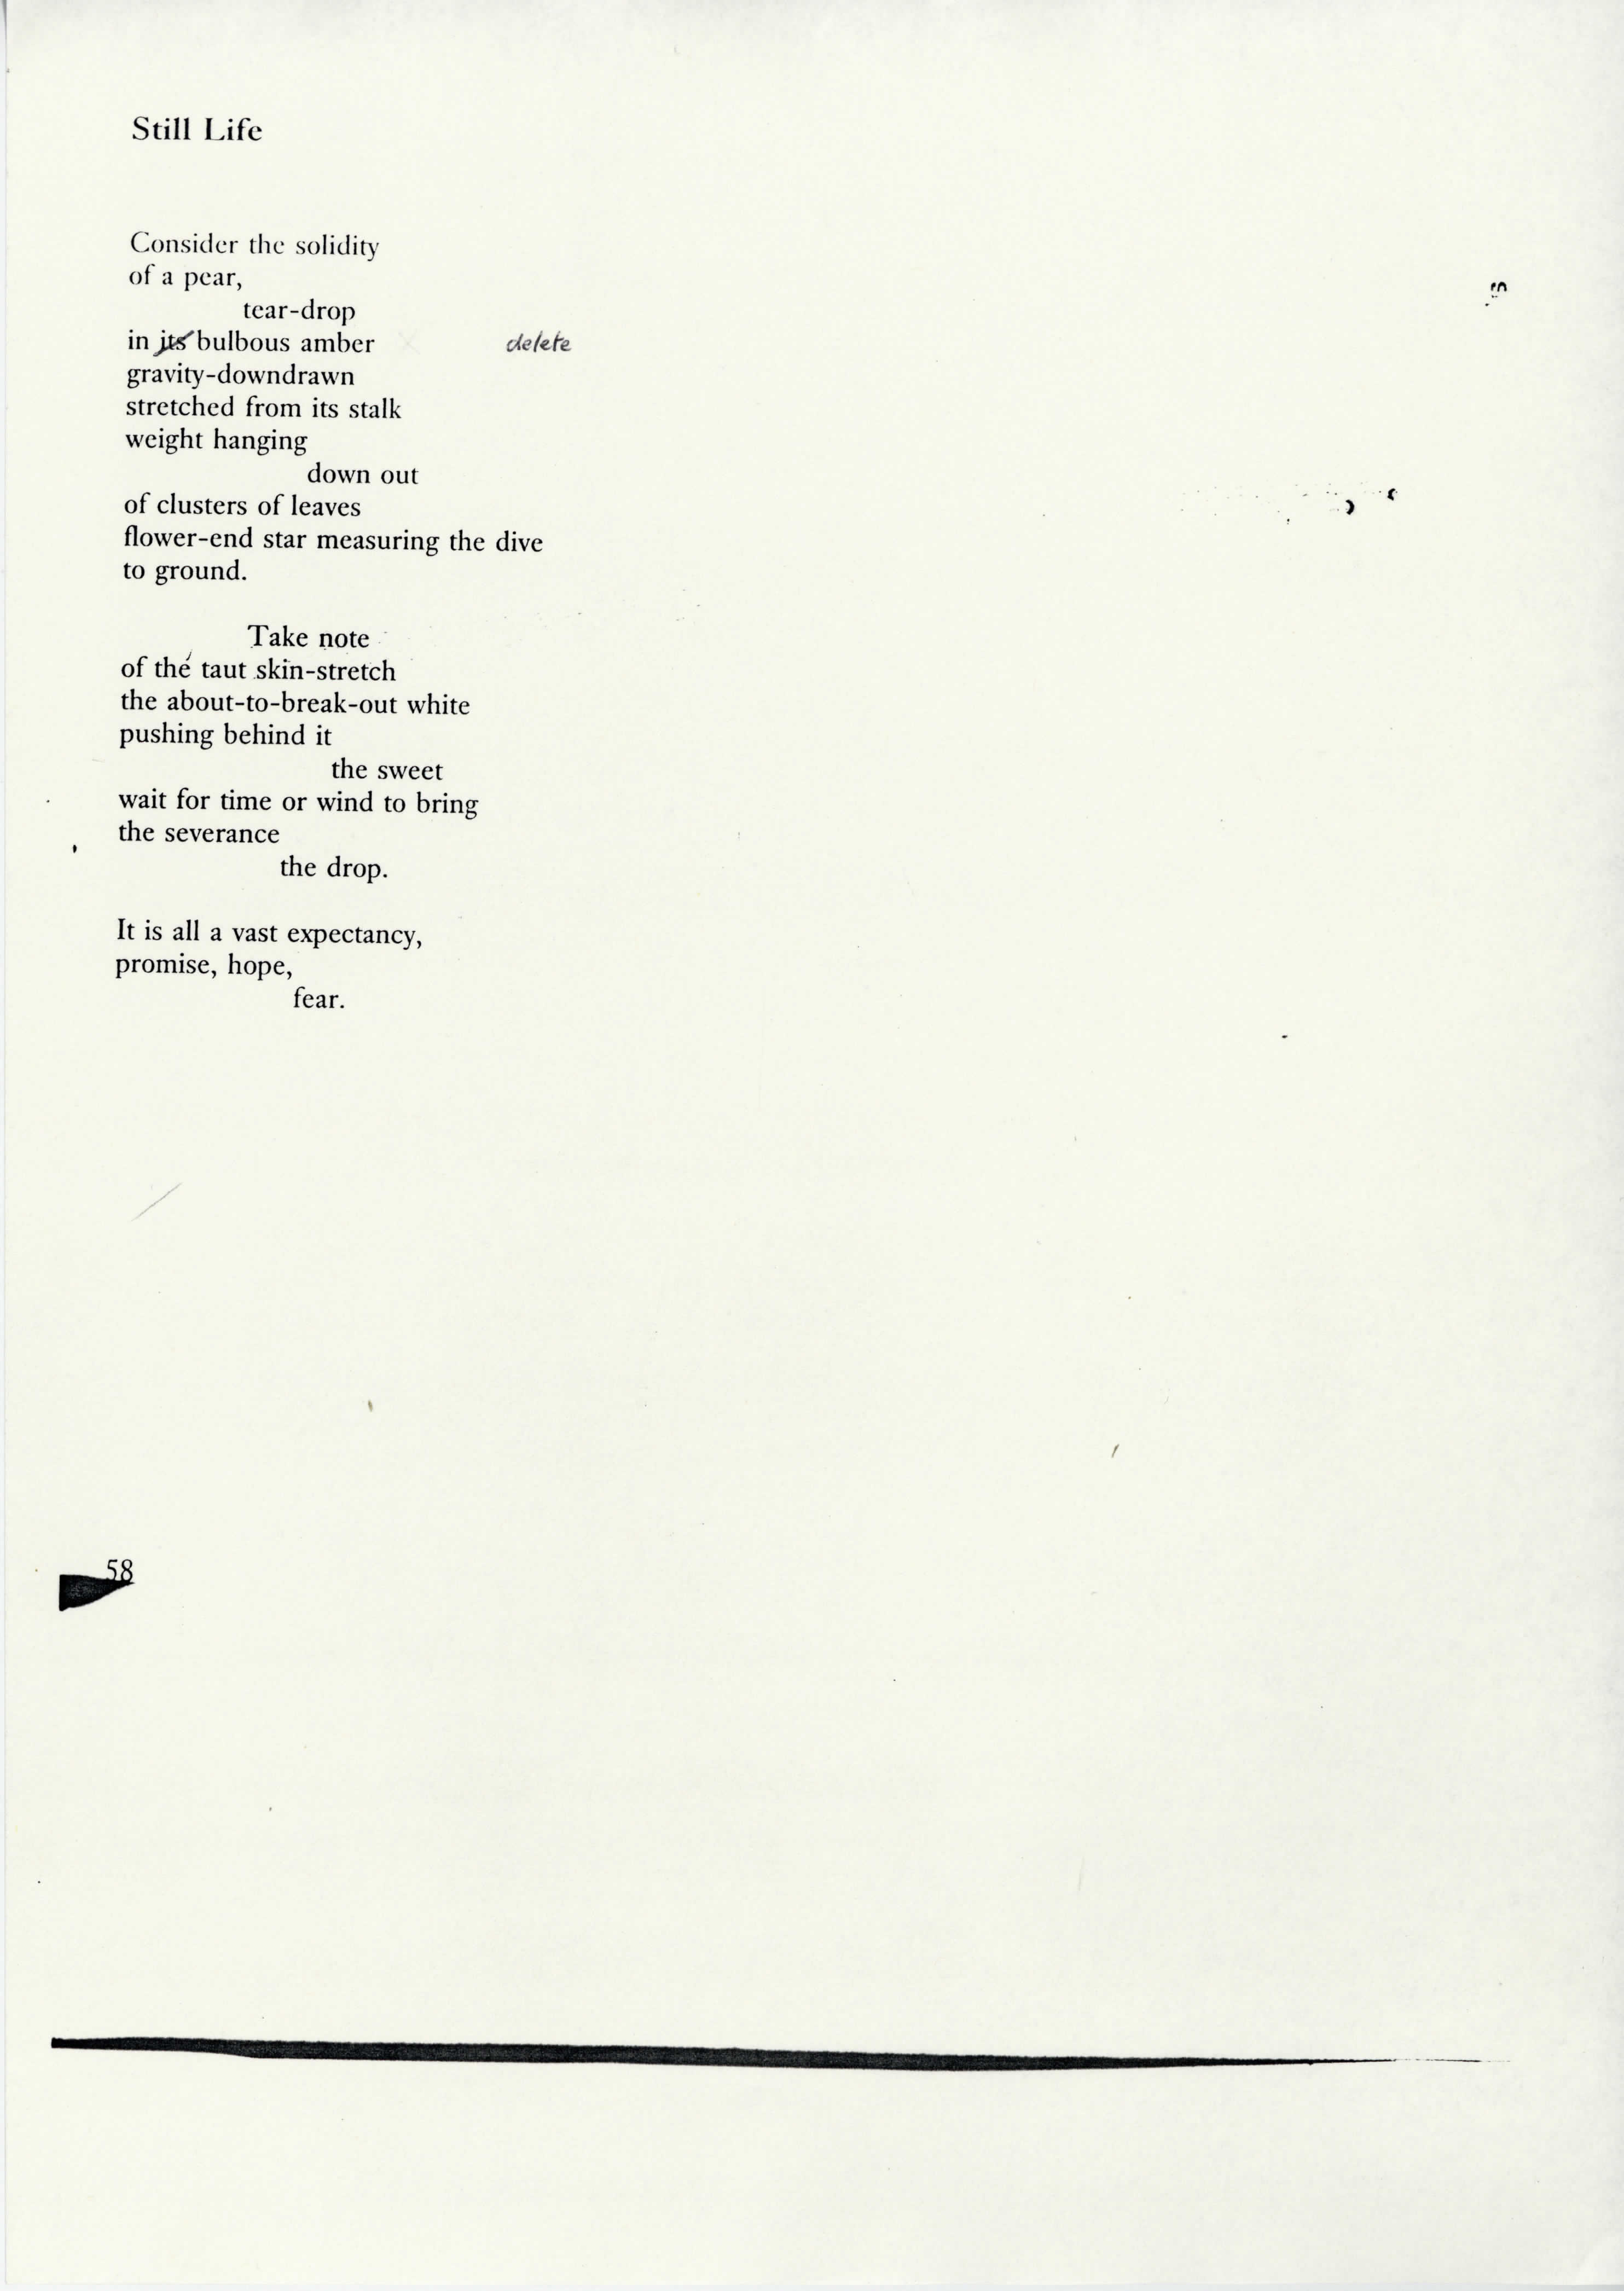 Still Life
Consider the solidity
of a pear,
tear-drop
in its bulbous amber delete
gravity-downdrawn
stretched from its stalk
weight hanging
down out
of clusters of leaves
flower-end star measuring the dive
to ground.
Take note
of the taut skin-stretch
the about-to-break-out white
pushing behind it
the sweet
wait for time or wind to bring
the severance
the drop.
It is all a vast expectancy,
promise, hope,
fear.
58